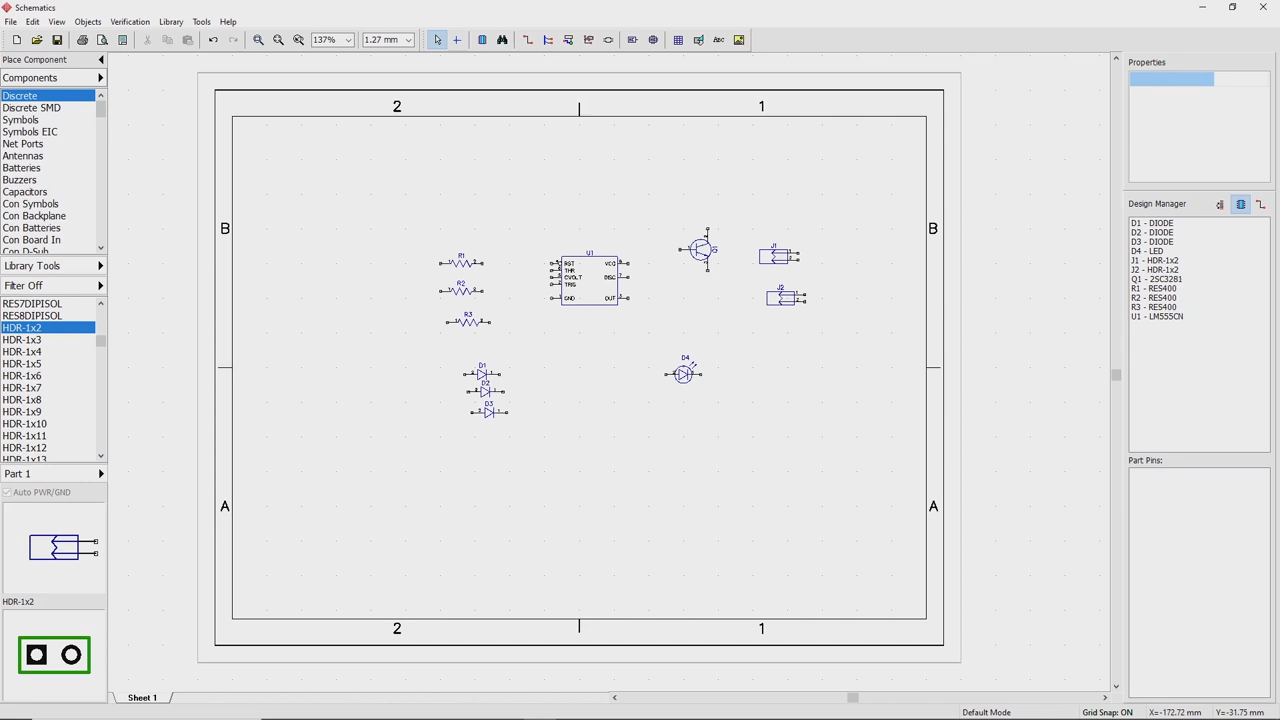 Schematics
File Edit View Objects Verification Library Tools Help
137% 1.27 mm Abc
Place Component
Components
Discrete
Discrete SMD
Symbols
Symbols EIC
Net Ports
Antennas
Batteries
Buzzers
Capacitors
Con Symbols
Con Backplane
Con Batteries
Con Board In
Con D-Sub
Library Tools
Filter Off
RES7DIPISOL
RES8DIPISOL
HDR-1x2
HDR-1x3
HDR-1x4
HDR-1x5
HDR-1x6
HDR-1x7
HDR-1x8
HDR-1x9
HDR-1x10
HDR-1x11
HDR-1x12
HDR-1x13
Part 1
Auto PWR/GND
HDR-1x2
2 1
B B
A A
2 1
R1
R2
R3
D1
D2
D3
U1
RST VCC
THR
CVOLT DISC
TRIG
GND OUT
J1
J2
D4
Sheet 1
Properties
Design Manager
D1 - DIODE
D2 - DIODE
D3 - DIODE
D4 - LED
J1 - HDR-1x2
J2 - HDR-1x2
Q1 - 2SC3281
R1 - RES400
R2 - RES400
R3 - RES400
U1 - LM555CN
Part Pins:
Default Mode Grid Snap: ON X=-172.72 mm Y=-31.75 mm